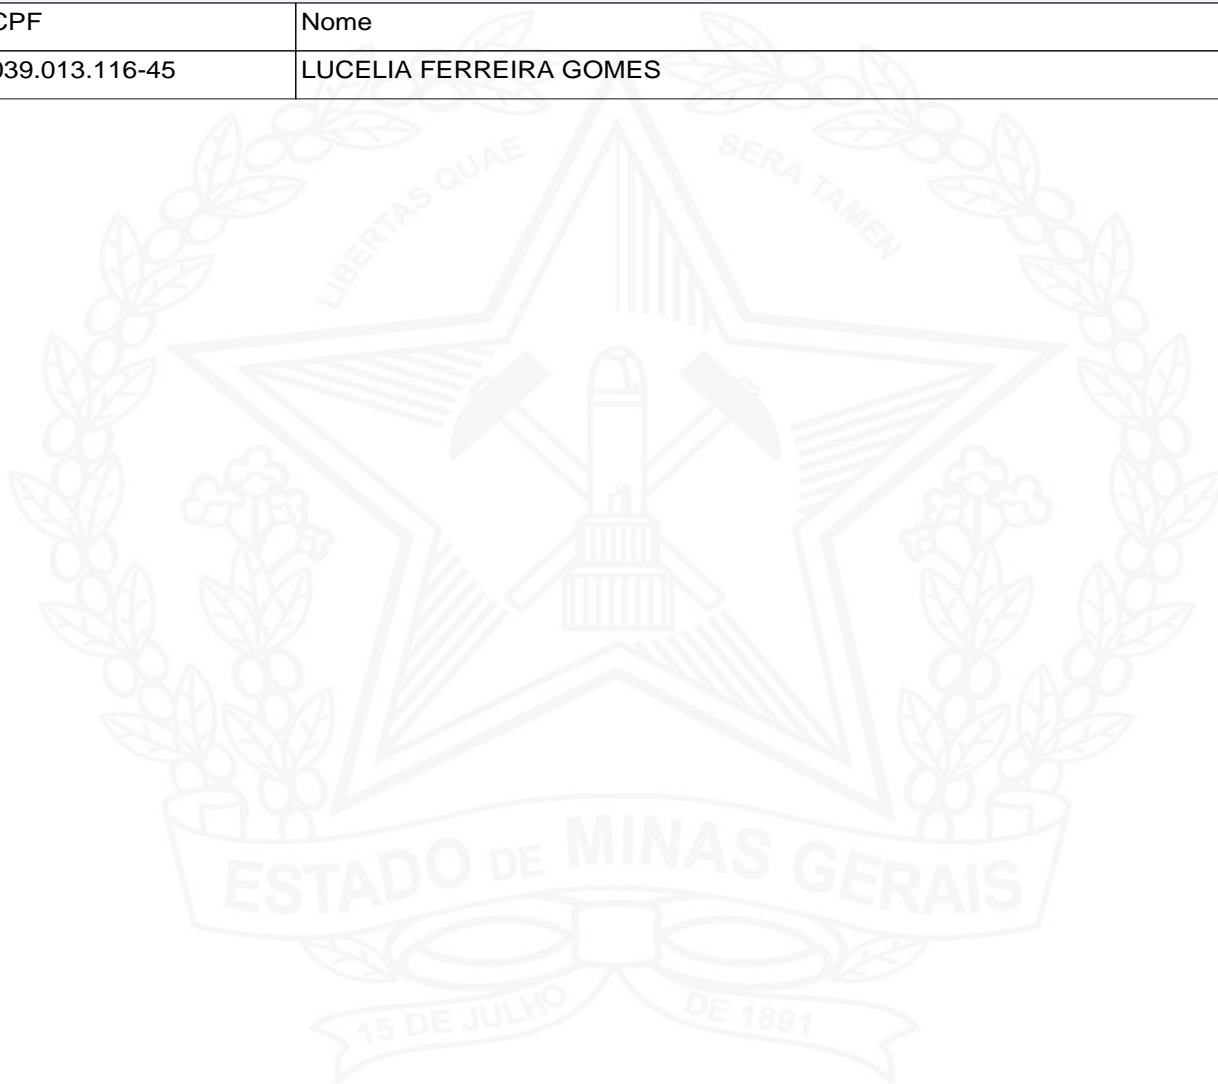 CPF Nome
039.013.116-45 LUCELIA FERREIRA GOMES
LIBERTAS QUAE SERA TAMEN
ESTADO DE MINAS GERAIS
15 DE JULHO DE 1891